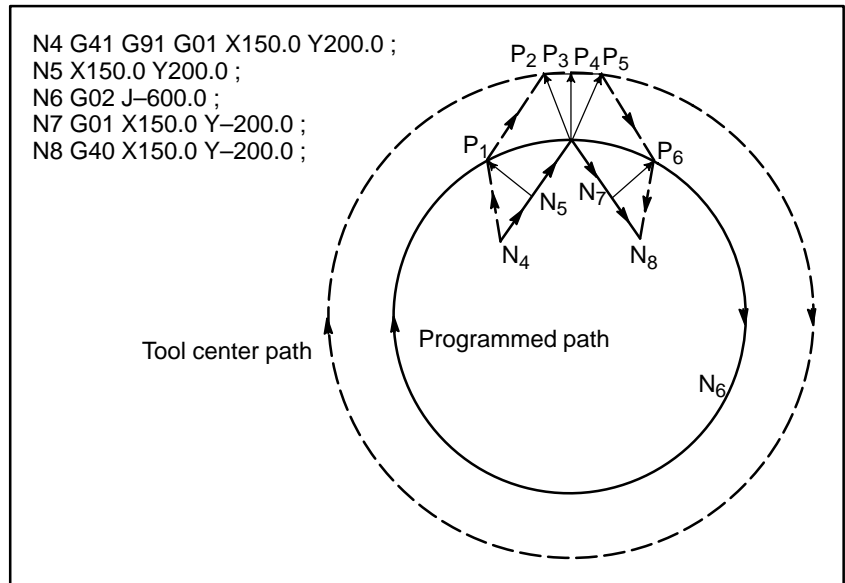 N4 G41 G91 G01 X150.0 Y200.0 ;
N5 X150.0 Y200.0 ;
N6 G02 J–600.0 ;
N7 G01 X150.0 Y–200.0 ;
N8 G40 X150.0 Y–200.0 ;
P2 P3 P4 P5
P1
P6
N5
N7
N4
N8
Tool center path
Programmed path
N6